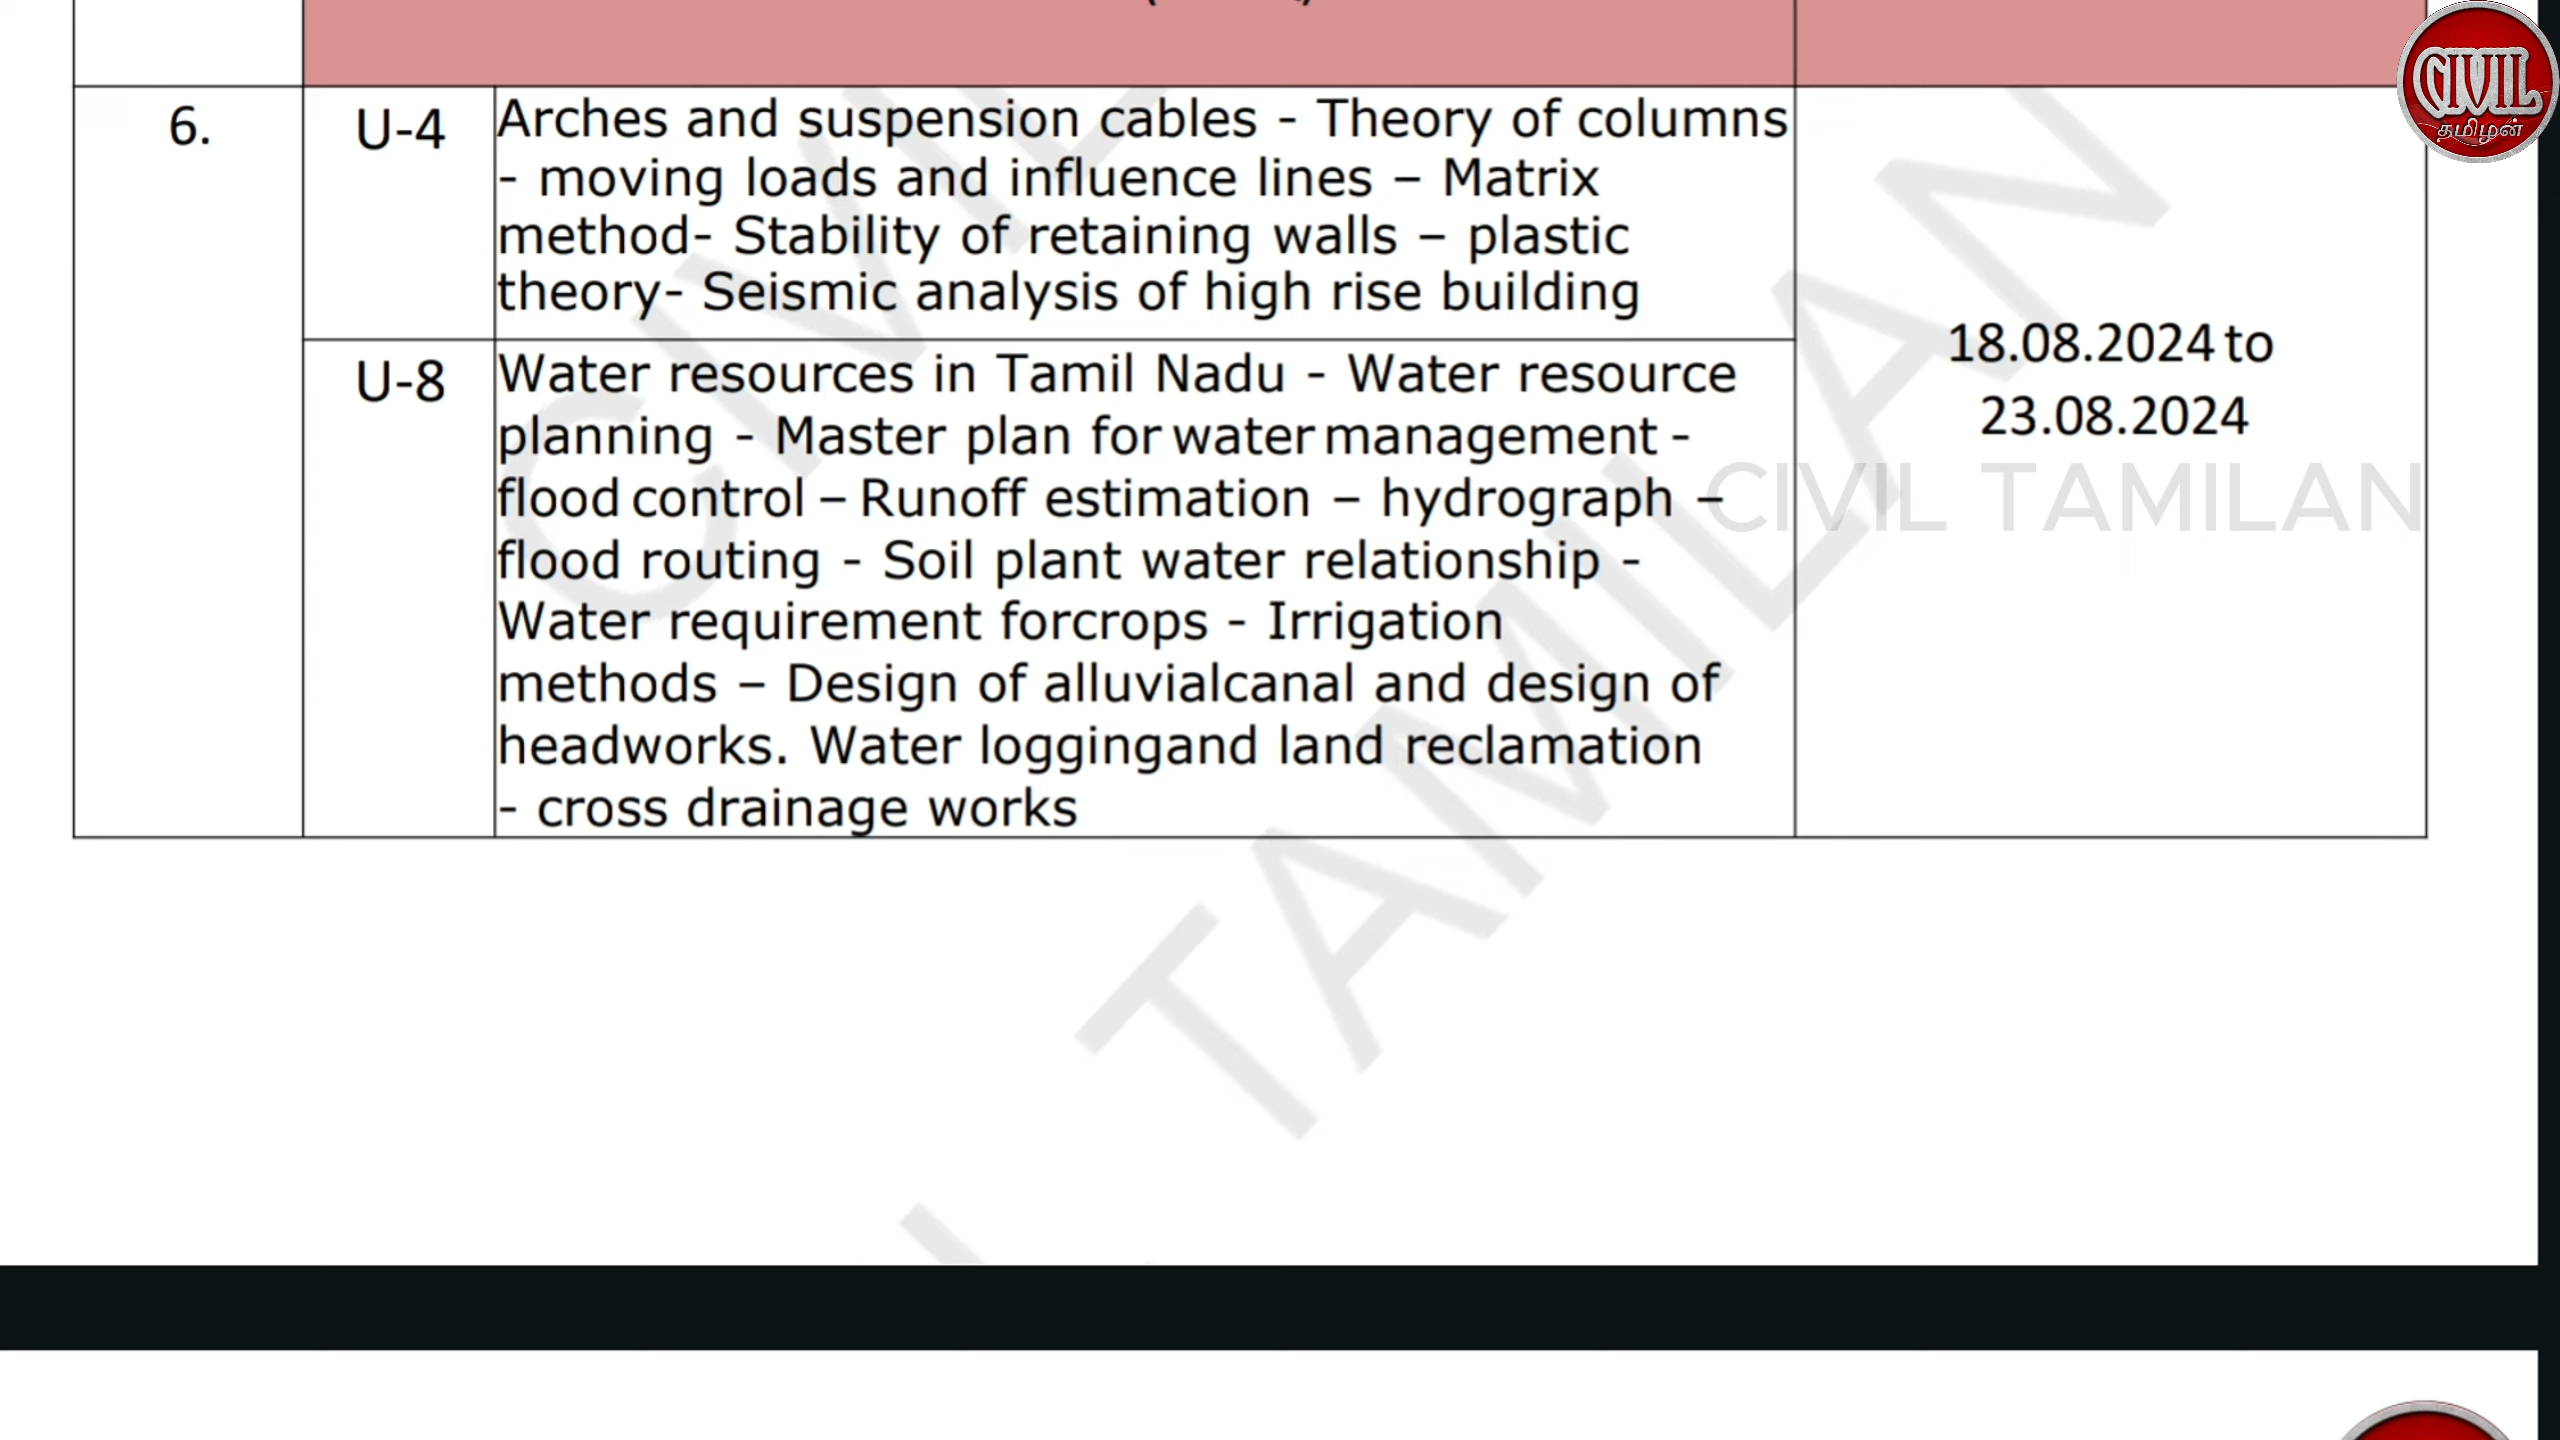 CIVIL
தமிழன்
6.
U-4
Arches and suspension cables - Theory of columns
- moving loads and influence lines – Matrix
method- Stability of retaining walls – plastic
theory- Seismic analysis of high rise building
18.08.2024 to
23.08.2024
U-8
Water resources in Tamil Nadu - Water resource
planning - Master plan for water management -
flood control – Runoff estimation – hydrograph –
flood routing - Soil plant water relationship -
Water requirement forcrops - Irrigation
methods – Design of alluvialcanal and design of
headworks. Water loggingand land reclamation
- cross drainage works
CIVIL TAMILAN
CIVIL TAMILAN